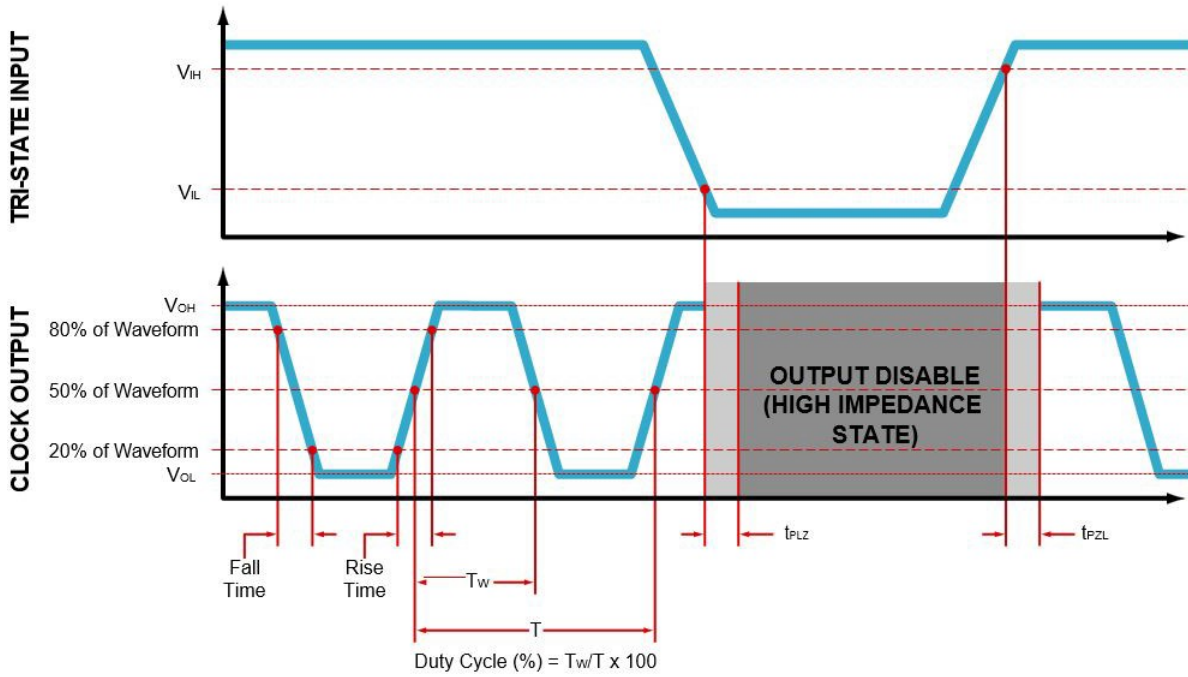 TRI-STATE INPUT
VIH
VIL
CLOCK OUTPUT
VOH
80% of Waveform
50% of Waveform
20% of Waveform
VOL
OUTPUT DISABLE
(HIGH IMPEDANCE
STATE)
tPLZ
tPZL
Fall
Time
Rise
Time
TW
T
Duty Cycle (%) = TW/T x 100